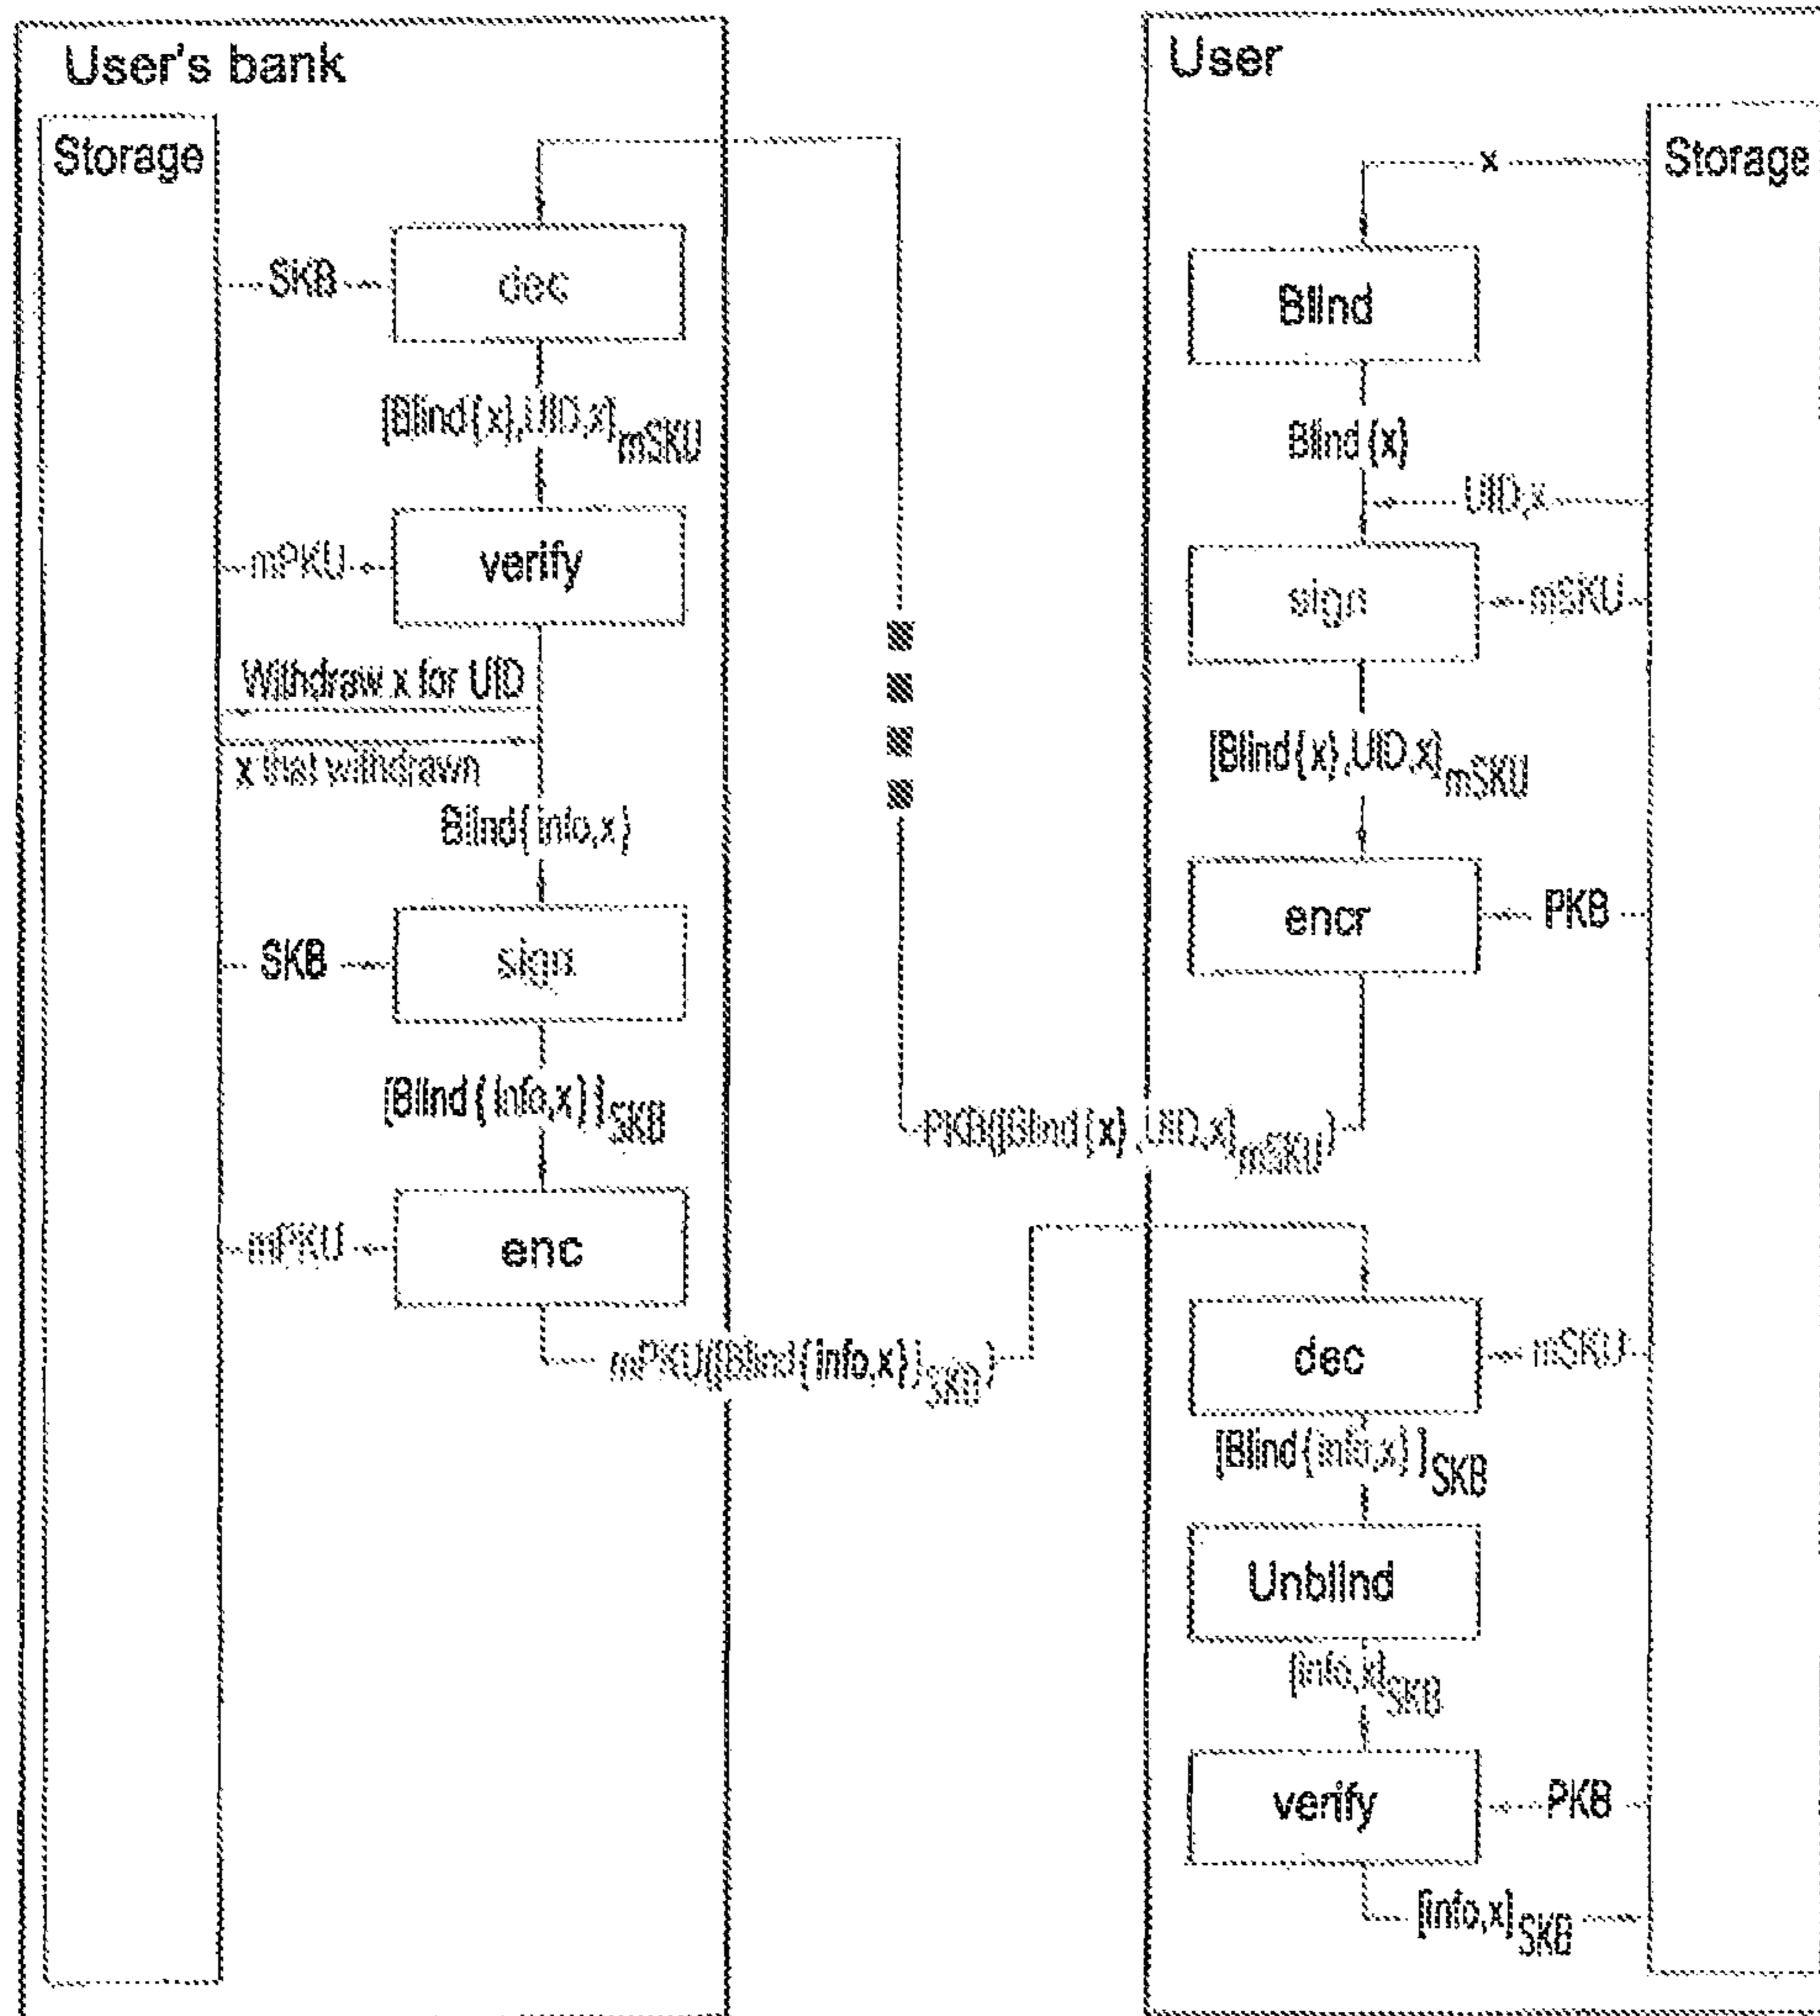 User's bank
Storage
SKB
dec
[Blind{x},UID,x]mSKU
mPKU
verify
Withdraw x for UID
x that withdrawn
Blind{info,x}
SKB
sign
[Blind{info,x}]SKB
mPKU
enc
mPKU([Blind{info,x}]SKB)
User
Storage
x
Blind
Blind{x}
UID,x
sign
mSKU
[Blind{x},UID,x]mSKU
encr
PKB
PKB([Blind{x},UID,x]mSKU)
dec
mSKU
[Blind{info,x}]SKB
Unblind
[info,x]SKB
verify
PKB
[info,x]SKB